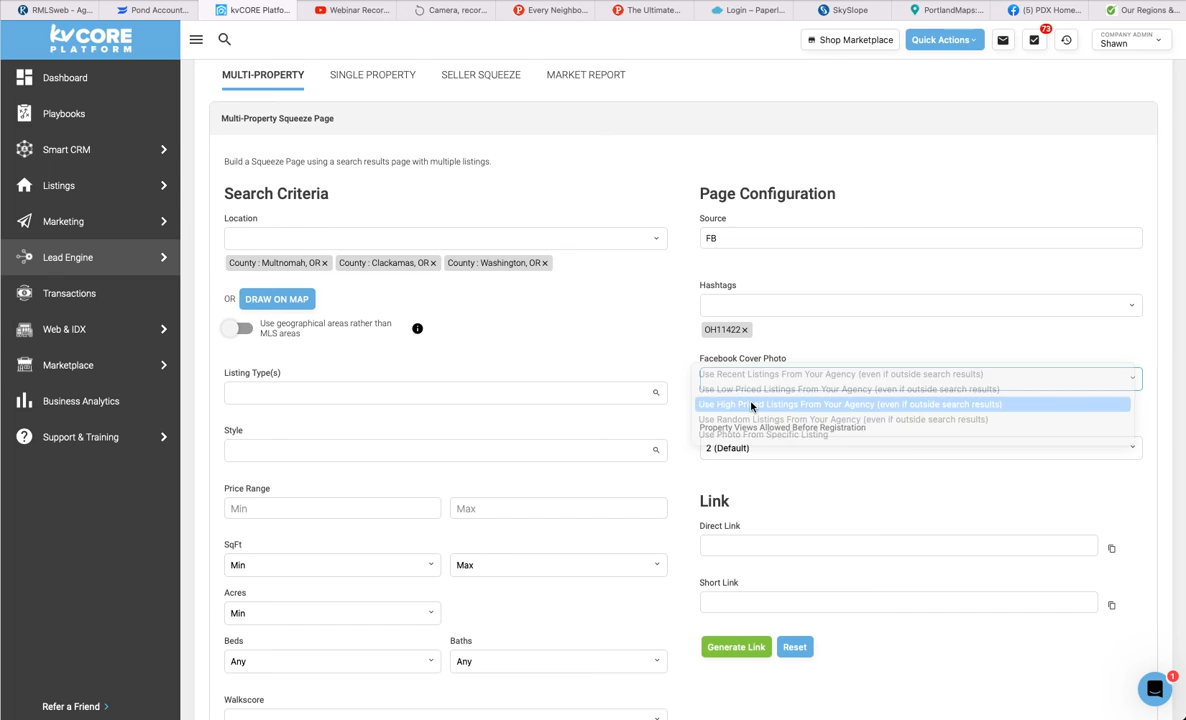 RMLSweb - Ag...
Pond Account...
kvCORE Platfo...
Webinar Recor...
Camera, recor...
Every Neighbo...
The Ultimate...
Login – Paperl...
SkySlope
PortlandMaps:...
(5) PDX Home...
Our Regions &...
kvCORE
PLATFORM
Shop Marketplace
Quick Actions
73
COMPANY ADMIN
Shawn
Dashboard
Playbooks
Smart CRM
Listings
Marketing
Lead Engine
Transactions
Web & IDX
Marketplace
Business Analytics
Support & Training
Refer a Friend
MULTI-PROPERTY
SINGLE PROPERTY
SELLER SQUEEZE
MARKET REPORT
Multi-Property Squeeze Page
Build a Squeeze Page using a search results page with multiple listings.
Search Criteria
Location
County : Multnomah, OR ×
County : Clackamas, OR ×
County : Washington, OR ×
OR DRAW ON MAP
Use geographical areas rather than
MLS areas
Listing Type(s)
Style
Price Range
Min
Max
SqFt
Min
Max
Acres
Min
Beds
Baths
Any
Any
Walkscore
Page Configuration
Source
FB
Hashtags
OH11422 ×
Facebook Cover Photo
Use Recent Listings From Your Agency (even if outside search results)
Use Low Priced Listings From Your Agency (even if outside search results)
Use High Priced Listings From Your Agency (even if outside search results)
Use Random Listings From Your Agency (even if outside search results)
Property Views Allowed Before Registration
Use Photo From Specific Listing
2 (Default)
Link
Direct Link
Short Link
Generate Link
Reset
1